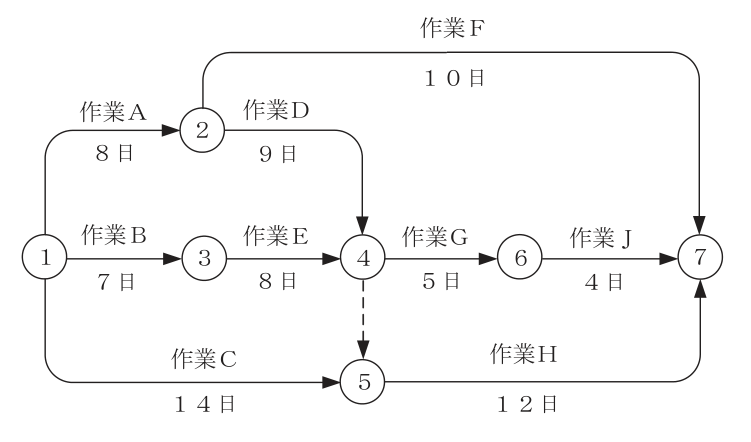 作業Ｆ
１０日
作業Ａ
８日
②
作業Ｄ
９日
①
作業Ｂ
７日
③
作業Ｅ
８日
④
作業Ｇ
５日
⑥
作業Ｊ
４日
⑦
作業Ｃ
１４日
⑤
作業Ｈ
１２日